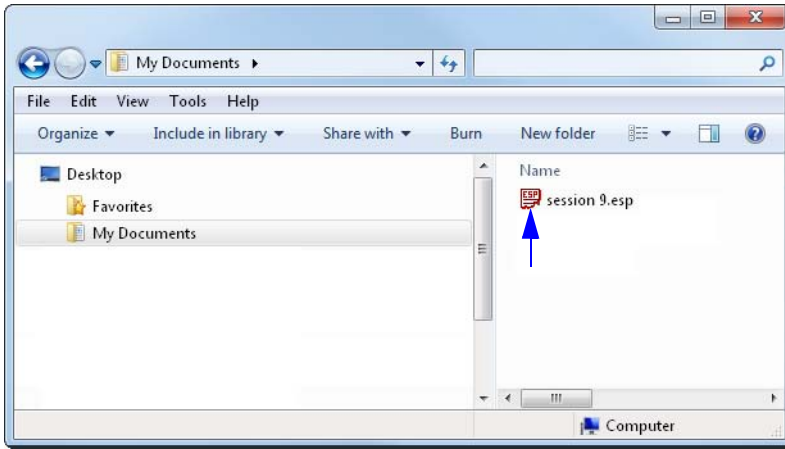 My Documents
File Edit View Tools Help
Organize Include in library Share with Burn New folder
Desktop
Favorites
My Documents
Name
ESP session 9.esp
Computer